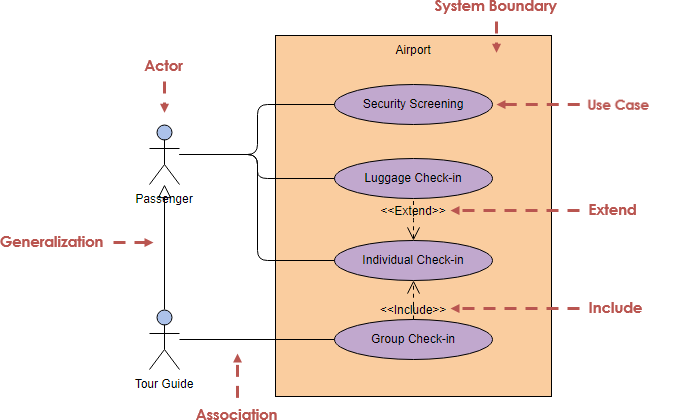 System Boundary
Airport
Actor
Security Screening
Use Case
Luggage Check-in
Passenger
<<Extend>>
Extend
Generalization
Individual Check-in
<<Include>>
Include
Group Check-in
Tour Guide
Association